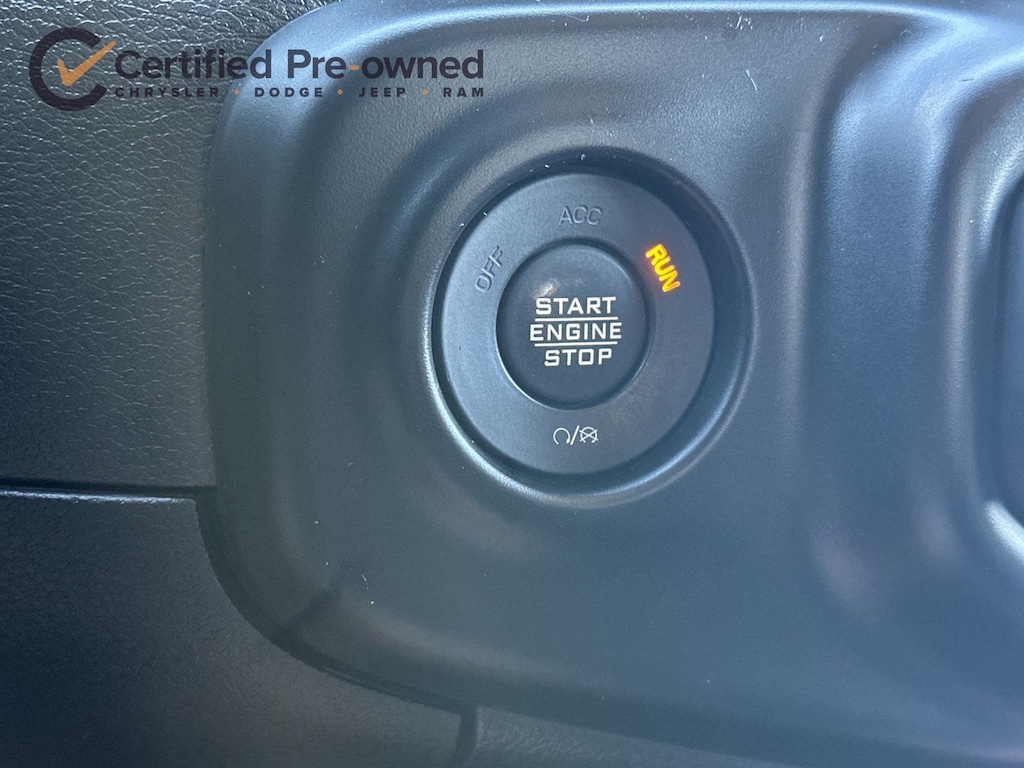 Certified Pre-owned
CHRYSLER • DODGE • JEEP • RAM
ACC
OFF
RUN
START
ENGINE
STOP